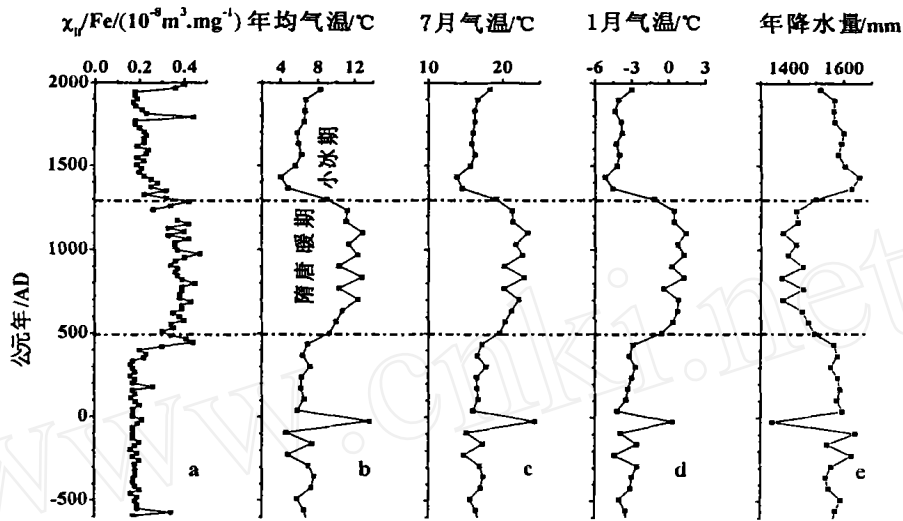 χlf/Fe/(10⁻⁸m³.mg⁻¹) 年均气温/℃ 7月气温/℃ 1月气温/℃ 年降水量/mm
0.0 0.2 0.4 4 8 12 10 20 -6 -3 0 3 1400 1600
2000
1500
1000
500
0
-500
公元年/AD
小冰期
隋唐暖期
a b c d e
www.cnki.net